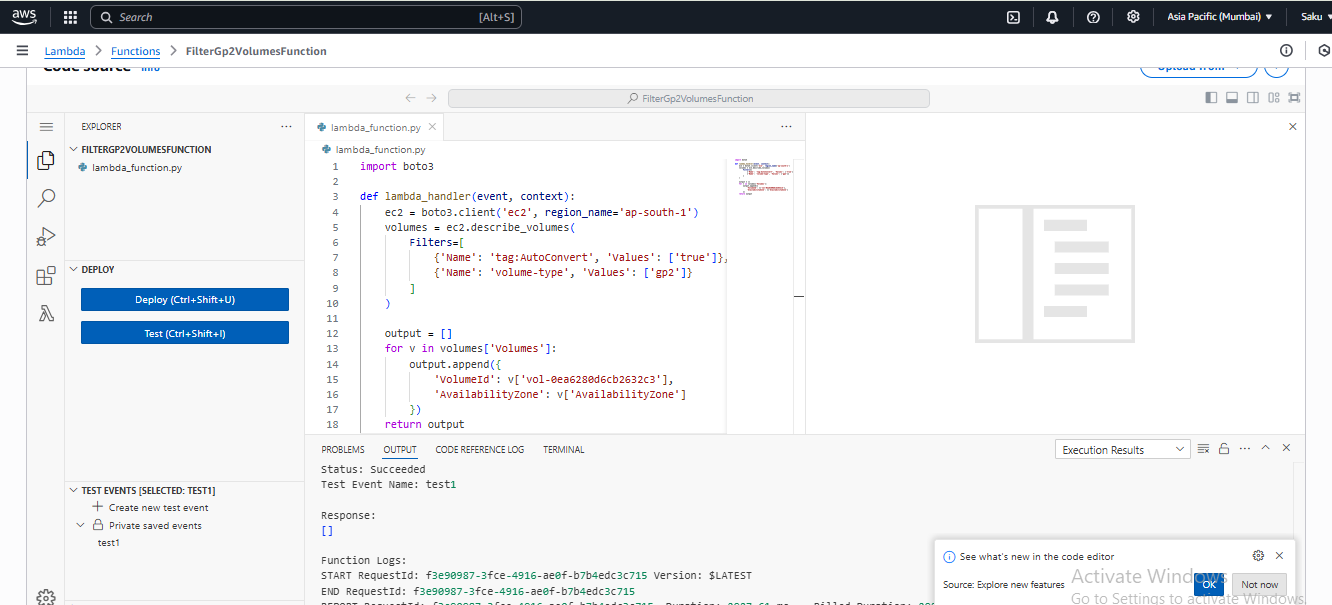 aws Search [Alt+S] Asia Pacific (Mumbai) ▼ Saku
Lambda > Functions > FilterGp2VolumesFunction
Code source Info Upload from
FilterGp2VolumesFunction
EXPLORER
FILTERGP2VOLUMESFUNCTION
lambda_function.py
DEPLOY
Deploy (Ctrl+Shift+U)
Test (Ctrl+Shift+I)
TEST EVENTS [SELECTED: TEST1]
Create new test event
Private saved events
test1
lambda_function.py
lambda_function.py
1 import boto3
2
3 def lambda_handler(event, context):
4 ec2 = boto3.client('ec2', region_name='ap-south-1')
5 volumes = ec2.describe_volumes(
6 Filters=[
7 {'Name': 'tag:AutoConvert', 'Values': ['true']},
8 {'Name': 'volume-type', 'Values': ['gp2']}
9 ]
10 )
11
12 output = []
13 for v in volumes['Volumes']:
14 output.append({
15 'VolumeId': v['vol-0ea6280d6cb2632c3'],
16 'AvailabilityZone': v['AvailabilityZone']
17 })
18 return output
PROBLEMS OUTPUT CODE REFERENCE LOG TERMINAL Execution Results
Status: Succeeded
Test Event Name: test1
Response:
[]
Function Logs:
START RequestId: f3e90987-3fce-4916-ae0f-b7b4edc3c715 Version: $LATEST
END RequestId: f3e90987-3fce-4916-ae0f-b7b4edc3c715
See what's new in the code editor
Source: Explore new features OK Not now
Activate Windows
Go to Settings to activate Windows.